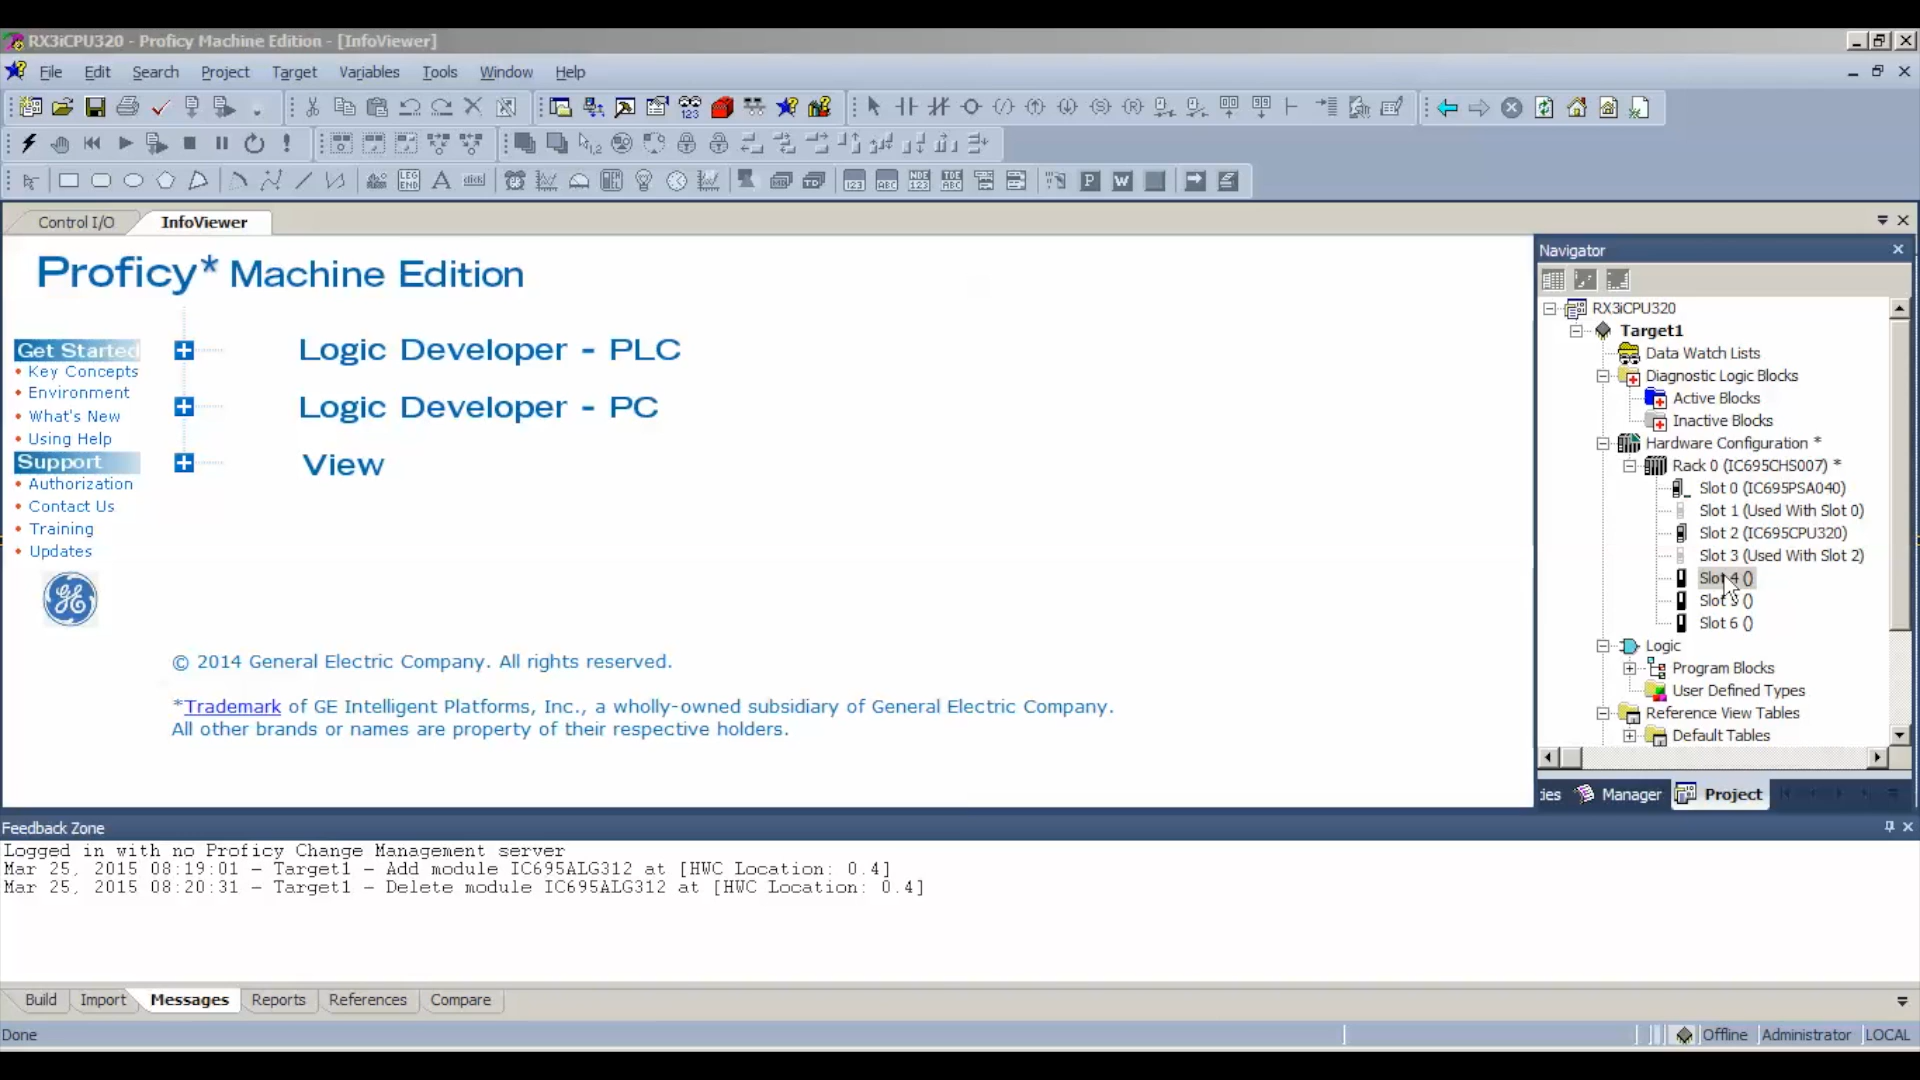 RX3iCPU320 - Proficy Machine Edition - [InfoViewer]
File Edit Search Project Target Variables Tools Window Help
Control I/O InfoViewer
Proficy* Machine Edition
Get Started
Key Concepts
Environment
What's New
Using Help
Support
Authorization
Contact Us
Training
Updates
Logic Developer - PLC
Logic Developer - PC
View
© 2014 General Electric Company. All rights reserved.
*Trademark of GE Intelligent Platforms, Inc., a wholly-owned subsidiary of General Electric Company.
All other brands or names are property of their respective holders.
Navigator
RX3iCPU320
Target1
Data Watch Lists
Diagnostic Logic Blocks
Active Blocks
Inactive Blocks
Hardware Configuration *
Rack 0 (IC695CHS007) *
Slot 0 (IC695PSA040)
Slot 1 (Used With Slot 0)
Slot 2 (IC695CPU320)
Slot 3 (Used With Slot 2)
Slot 4 ()
Slot 5 ()
Slot 6 ()
Logic
Program Blocks
User Defined Types
Reference View Tables
Default Tables
ties Manager Project
Feedback Zone
Logged in with no Proficy Change Management server
Mar 25, 2015 08:19:01 - Target1 - Add module IC695ALG312 at [HWC Location: 0.4]
Mar 25, 2015 08:20:31 - Target1 - Delete module IC695ALG312 at [HWC Location: 0.4]
Build Import Messages Reports References Compare
Done
Offline Administrator LOCAL